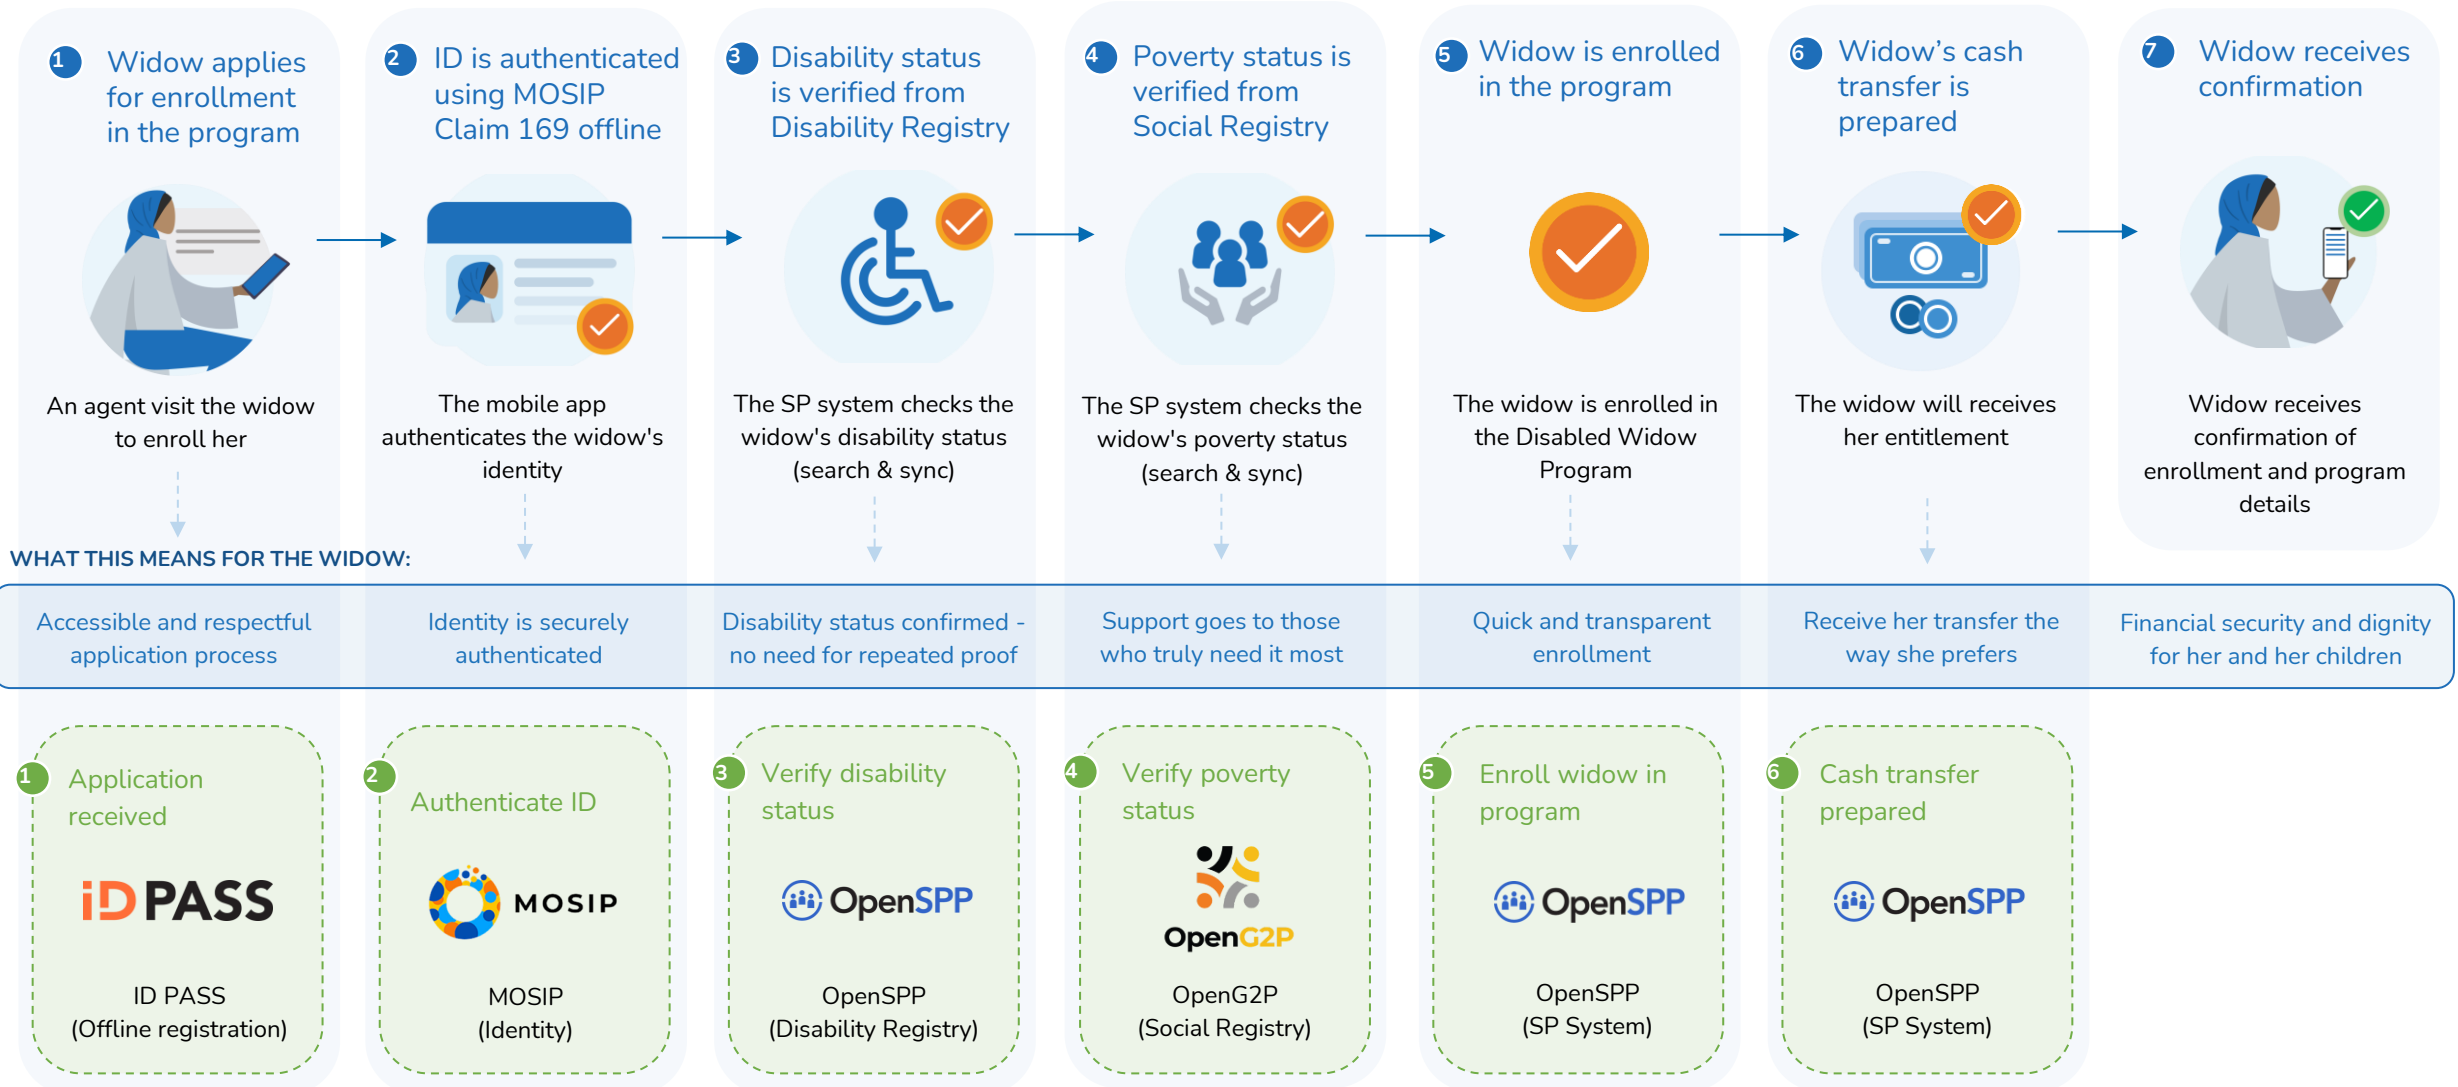 1
Widow applies
for enrollment
in the program
2
ID is authenticated
using MOSIP
Claim 169 offline
3
Disability status
is verified from
Disability Registry
4
Poverty status is
verified from
Social Registry
5
Widow is enrolled
in the program
6
Widow’s cash
transfer is
prepared
7
Widow receives
confirmation
An agent visit the widow
to enroll her
The mobile app
authenticates the widow's
identity
The SP system checks the
widow's disability status
(search & sync)
The SP system checks the
widow's poverty status
(search & sync)
The widow is enrolled in
the Disabled Widow
Program
The widow will receives
her entitlement
Widow receives
confirmation of
enrollment and program
details
WHAT THIS MEANS FOR THE WIDOW:
Accessible and respectful
application process
Identity is securely
authenticated
Disability status confirmed -
no need for repeated proof
Support goes to those
who truly need it most
Quick and transparent
enrollment
Receive her transfer the
way she prefers
Financial security and dignity
for her and her children
1
Application
received
iDPASS
ID PASS
(Offline registration)
2
Authenticate ID
MOSIP
MOSIP
(Identity)
3
Verify disability
status
OpenSPP
OpenSPP
(Disability Registry)
4
Verify poverty
status
OpenG2P
OpenG2P
(Social Registry)
5
Enroll widow in
program
OpenSPP
OpenSPP
(SP System)
6
Cash transfer
prepared
OpenSPP
OpenSPP
(SP System)